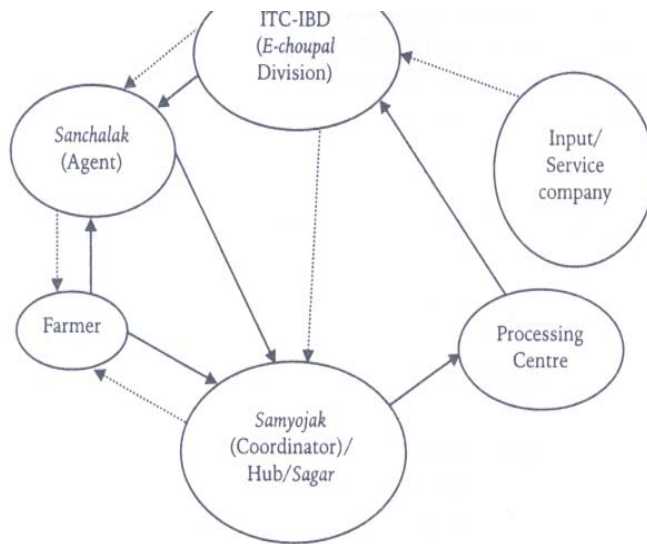 ITC-IBD
(E-choupal
Division)
Sanchalak
(Agent)
Input/
Service
company
Farmer
Processing
Centre
Samyojak
(Coordinator)/
Hub/Sagar